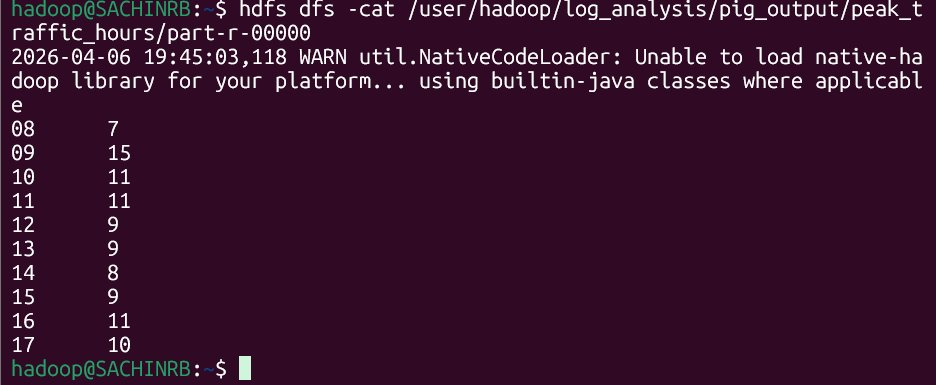 hadoop@SACHINRB:~$ hdfs dfs -cat /user/hadoop/log_analysis/pig_output/peak_t
raffic_hours/part-r-00000
2026-04-06 19:45:03,118 WARN util.NativeCodeLoader: Unable to load native-ha
doop library for your platform... using builtin-java classes where applicabl
e
08	7
09	15
10	11
11	11
12	9
13	9
14	8
15	9
16	11
17	10
hadoop@SACHINRB:~$